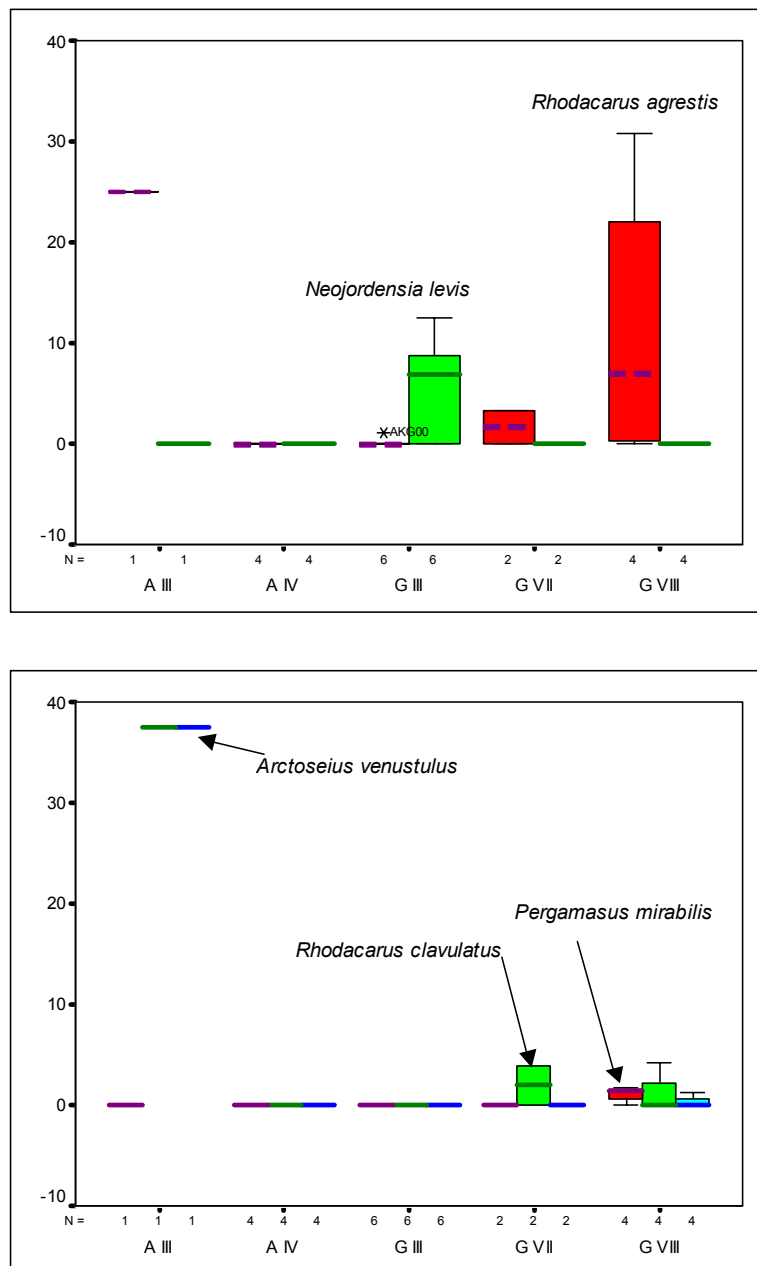 40
Rhodacarus agrestis
30
20
Neojordensia levis
10
AKG00
0
-10
N = 1 1 4 4 6 6 2 2 4 4
A III A IV G III G VII G VIII
40
Arctoseius venustulus
30
20
Pergamasus mirabilis
Rhodacarus clavulatus
10
0
-10
N = 1 1 1 4 4 4 6 6 6 2 2 2 4 4 4
A III A IV G III G VII G VIII